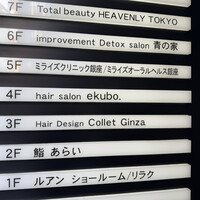 7F Total beauty HEAVENLY TOKYO
6F improvement Detox salon 青の家
5F ミライズクリニック銀座/ミライズオーラルヘルス銀座
4F hair salon ekubo.
3F Hair Design Collet Ginza
2F 鮨 あらい
1F ルアン ショールーム/リラク